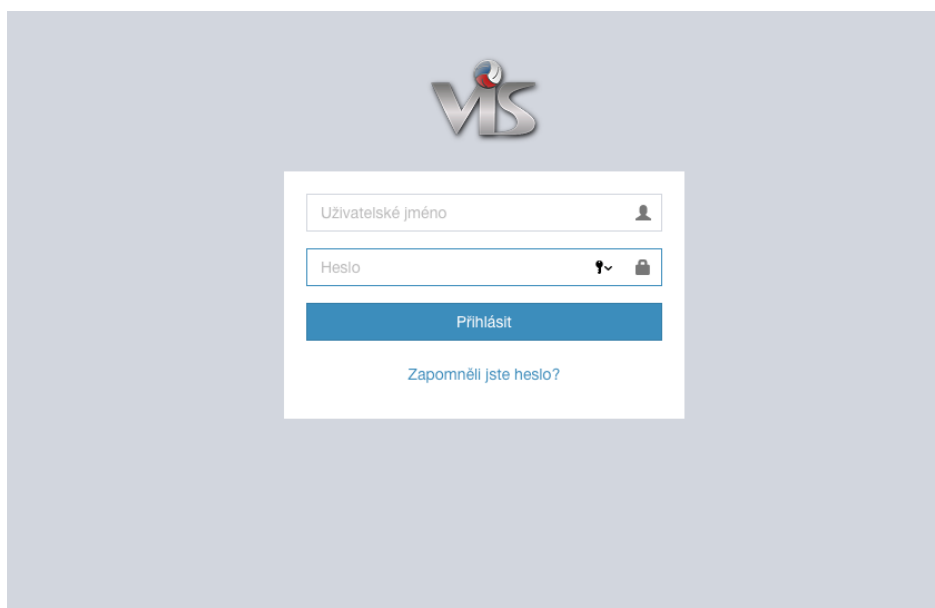 VIS
Uživatelské jméno
Heslo
Přihlásit
Zapomněli jste heslo?